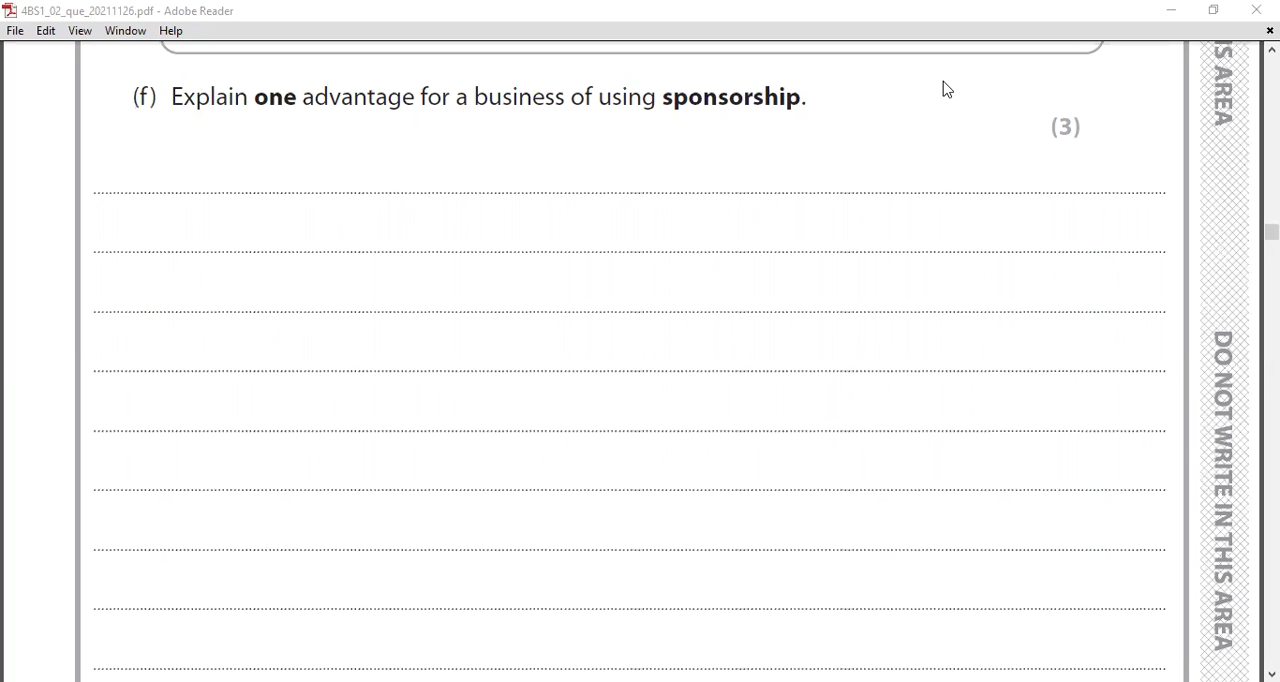 4BS1_02_que_20211126.pdf - Adobe Reader
File Edit View Window Help
(f) Explain one advantage for a business of using sponsorship.
(3)
IS AREA
DO NOT WRITE IN THIS AREA